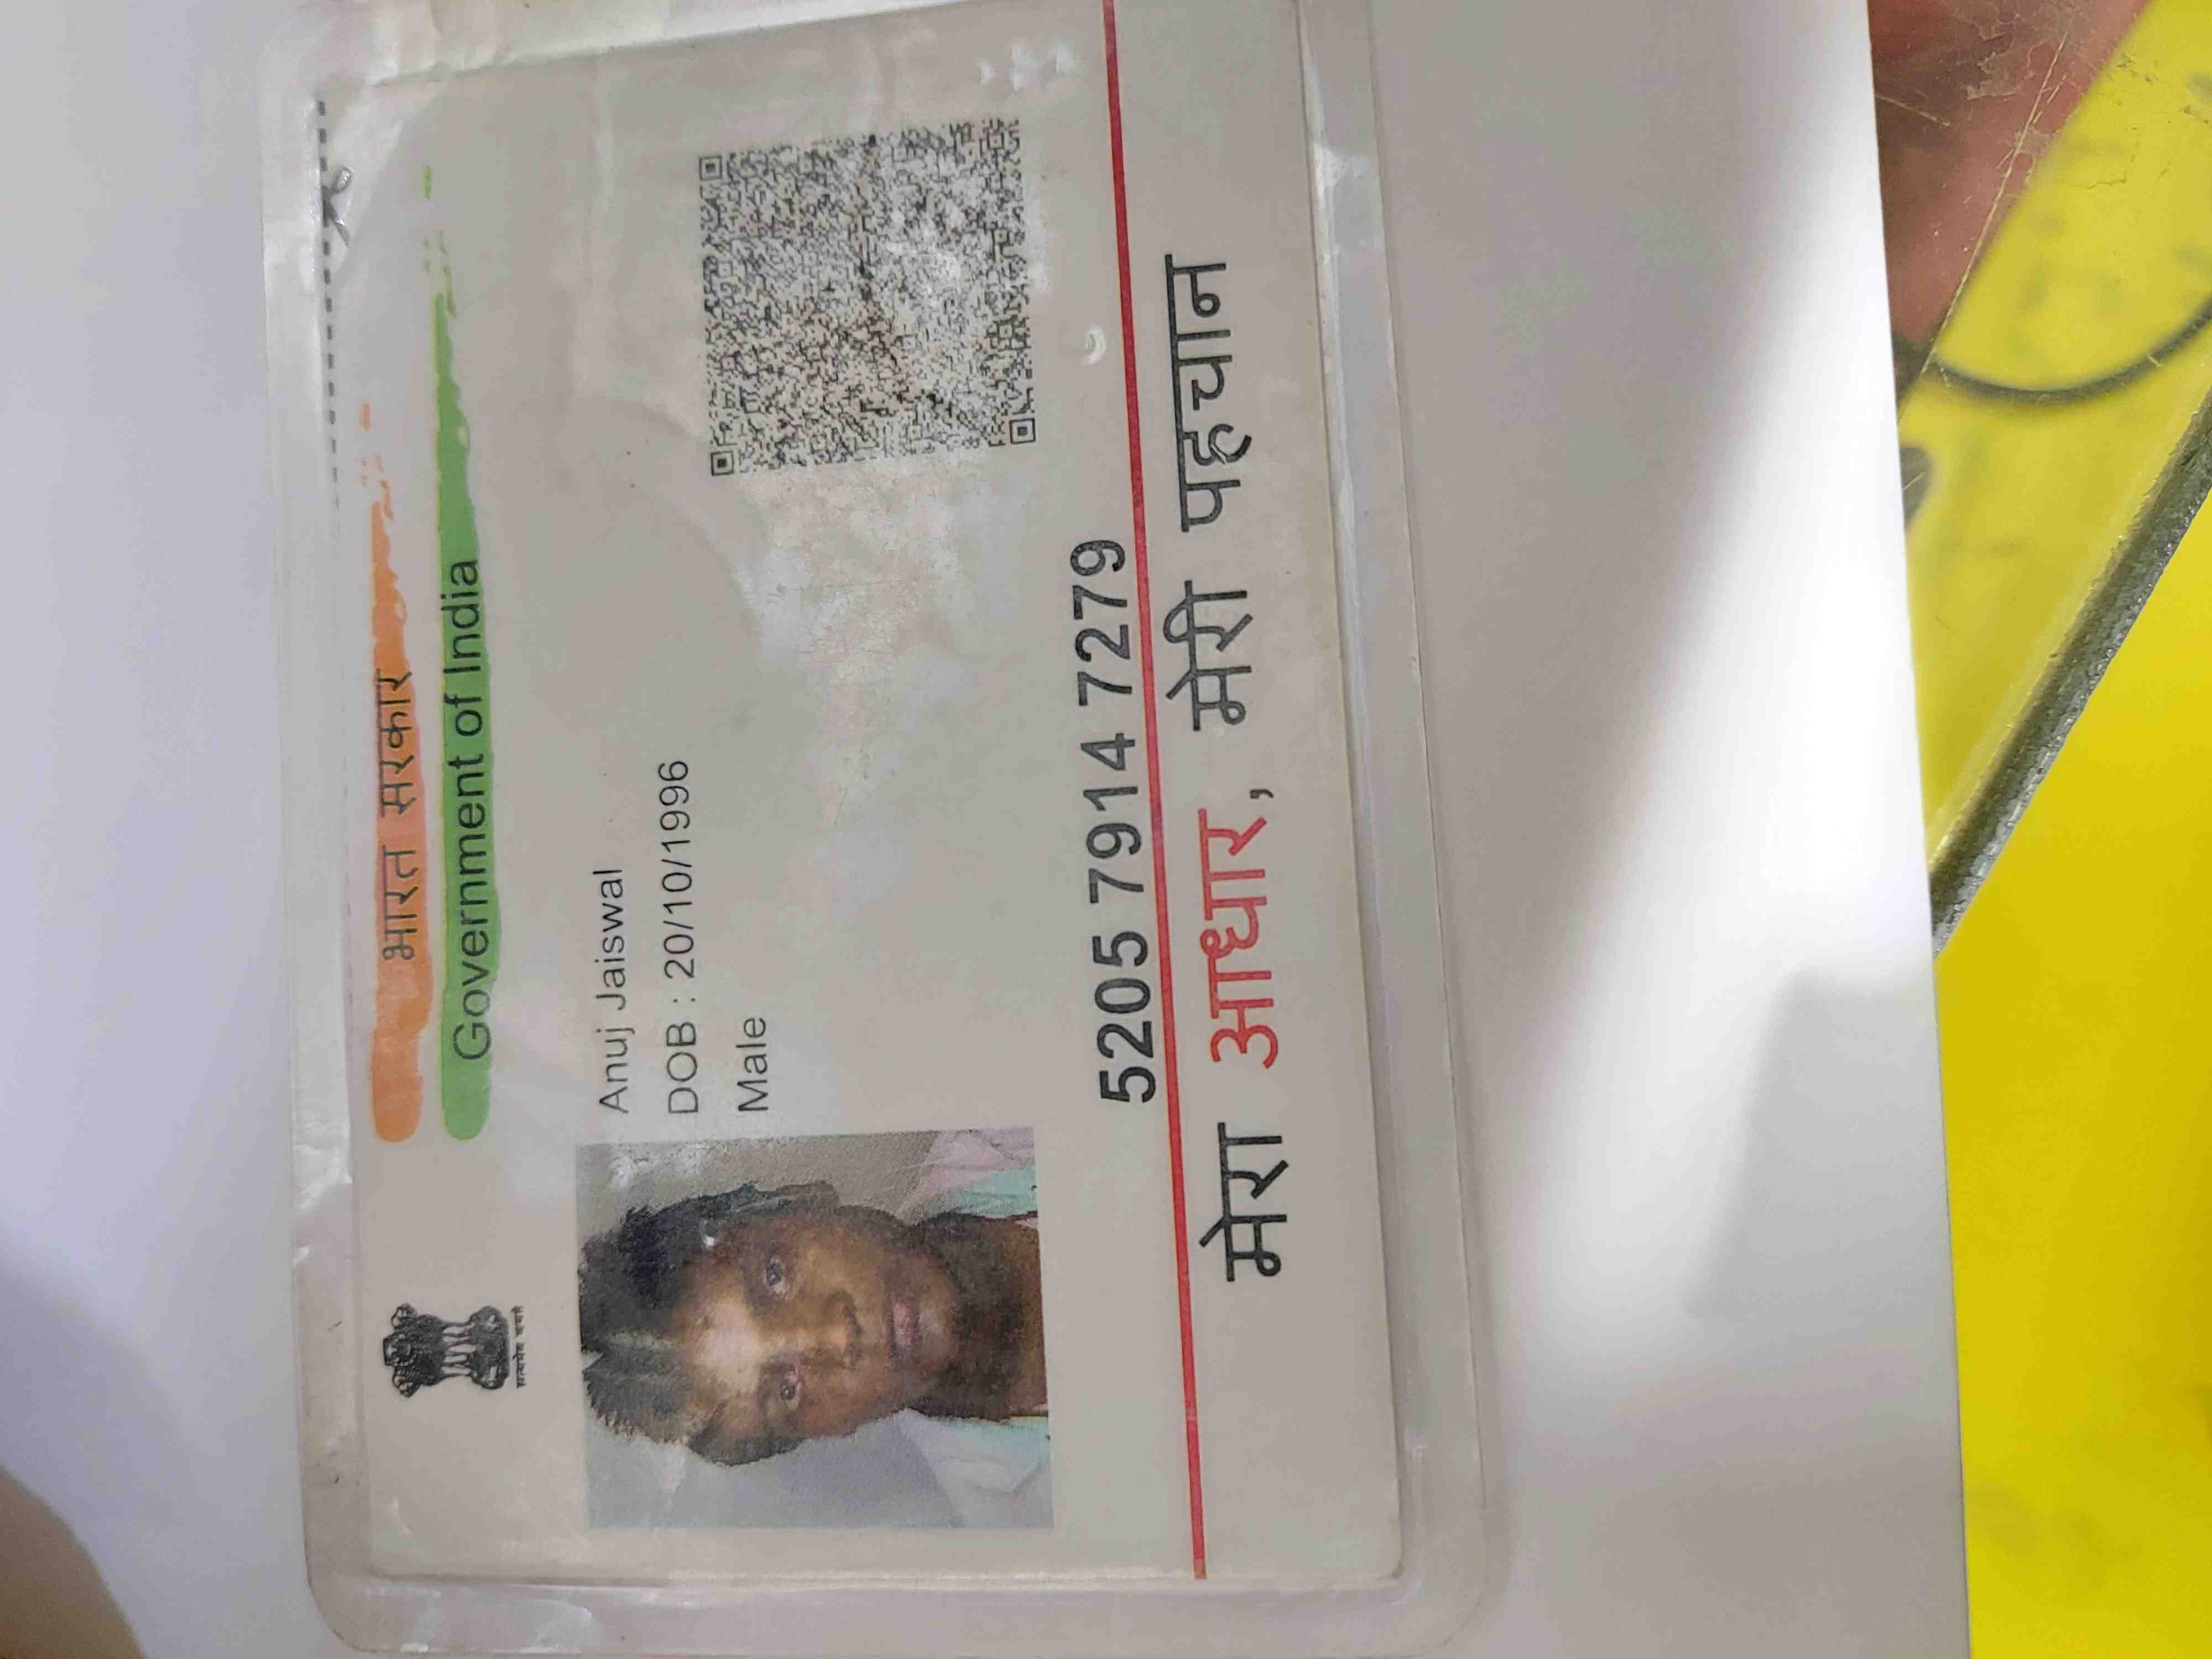 भारत सरकार
Government of India
सत्यमेव जयते
Anuj Jaiswal
DOB : 20/10/1996
Male
5205 7914 7279
मेरा आधार, मेरी पहचान